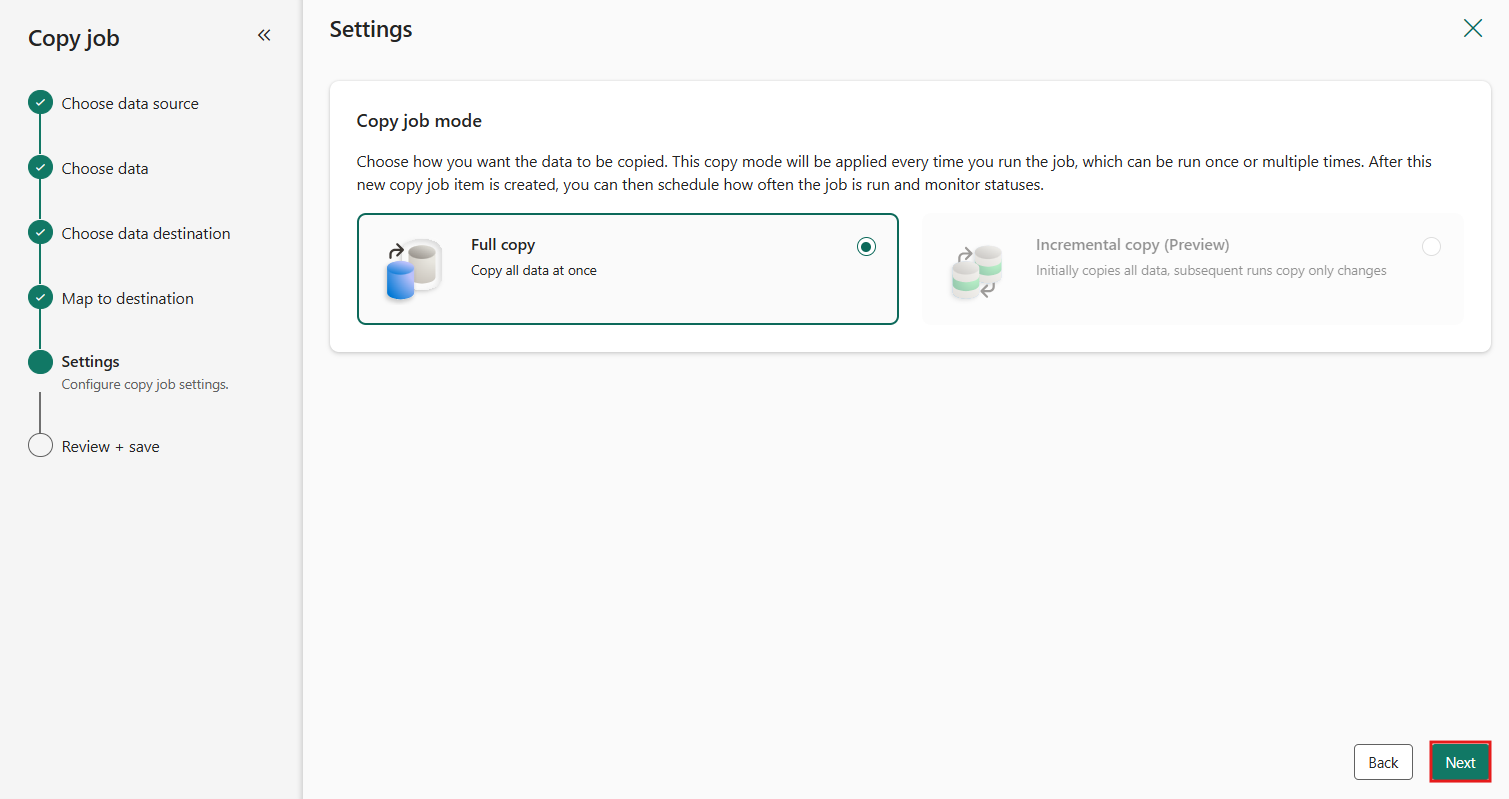 Copy job
Choose data source
Choose data
Choose data destination
Map to destination
Settings
Configure copy job settings.
Review + save
Settings
Copy job mode
Choose how you want the data to be copied. This copy mode will be applied every time you run the job, which can be run once or multiple times. After this
new copy job item is created, you can then schedule how often the job is run and monitor statuses.
Full copy
Copy all data at once
Incremental copy (Preview)
Initially copies all data, subsequent runs copy only changes
Back
Next